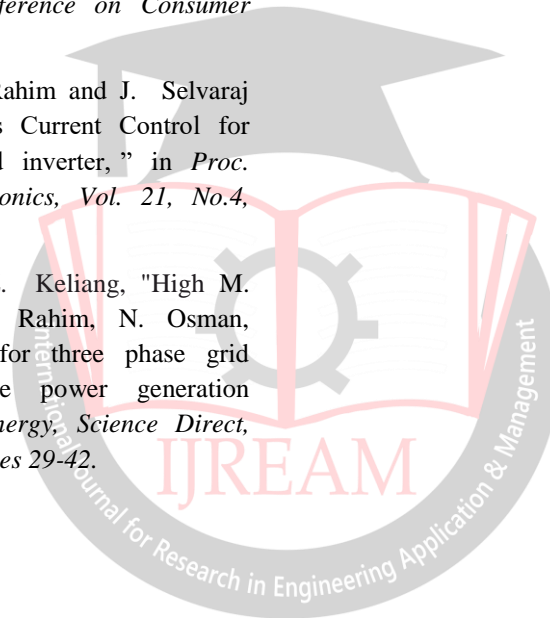 ference on Consumer
Rahim and J. Selvaraj
s Current Control for
d inverter, ” in Proc.
onics, Vol. 21, No.4,
. Keliang, "High M.
Rahim, N. Osman,
for three phase grid
e power generation
nergy, Science Direct,
es 29-42.
IJREAM
International Journal for Research in Engineering Application & Management